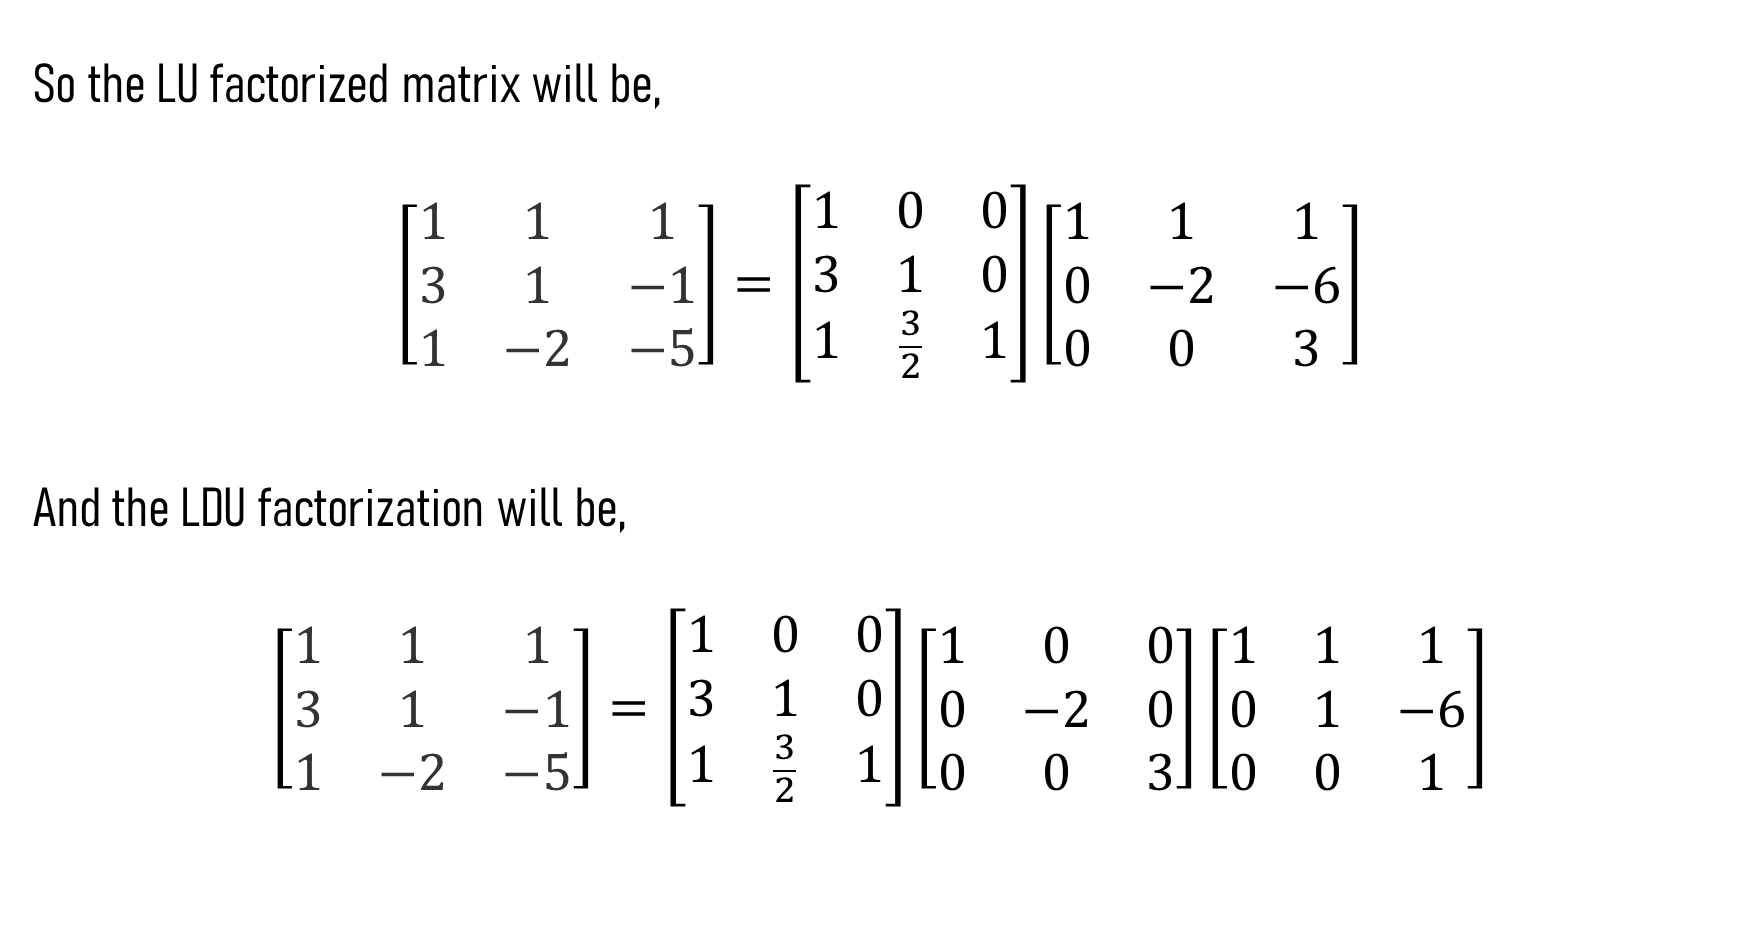 So the LU factorized matrix will be,
[1 1 1; 3 1 −1; 1 −2 −5] = [1 0 0; 3 1 0; 1 3/2 1] [1 1 1; 0 −2 −6; 0 0 3]
And the LDU factorization will be,
[1 1 1; 3 1 −1; 1 −2 −5] = [1 0 0; 3 1 0; 1 3/2 1] [1 0 0; 0 −2 0; 0 0 3] [1 1 1; 0 1 −6; 0 0 1]